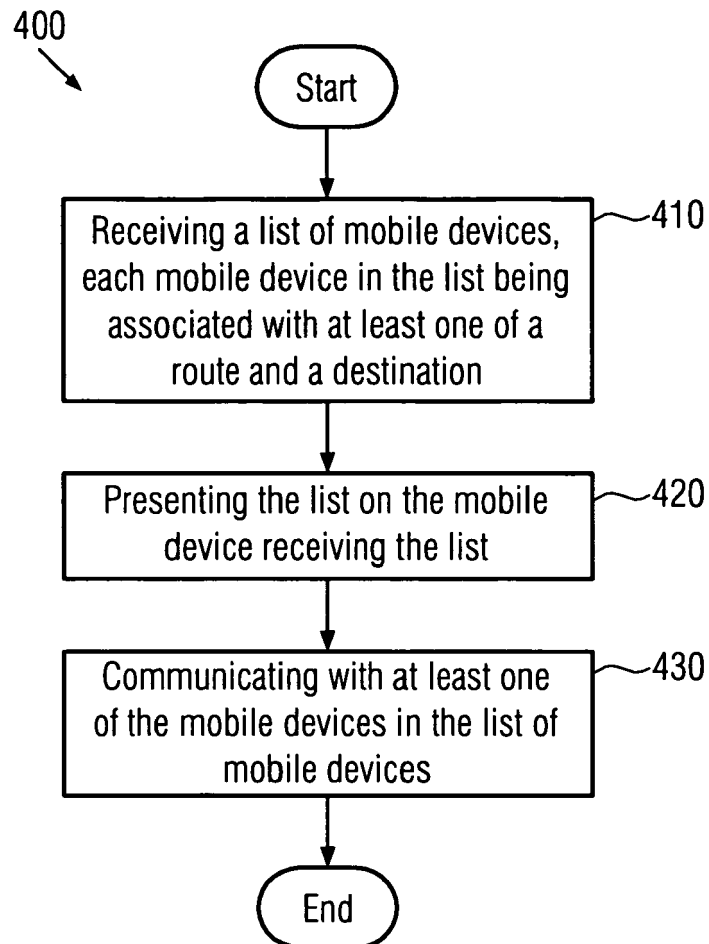 400
Start
410
Receiving a list of mobile devices,
each mobile device in the list being
associated with at least one of a
route and a destination
420
Presenting the list on the mobile
device receiving the list
430
Communicating with at least one
of the mobile devices in the list of
mobile devices
End